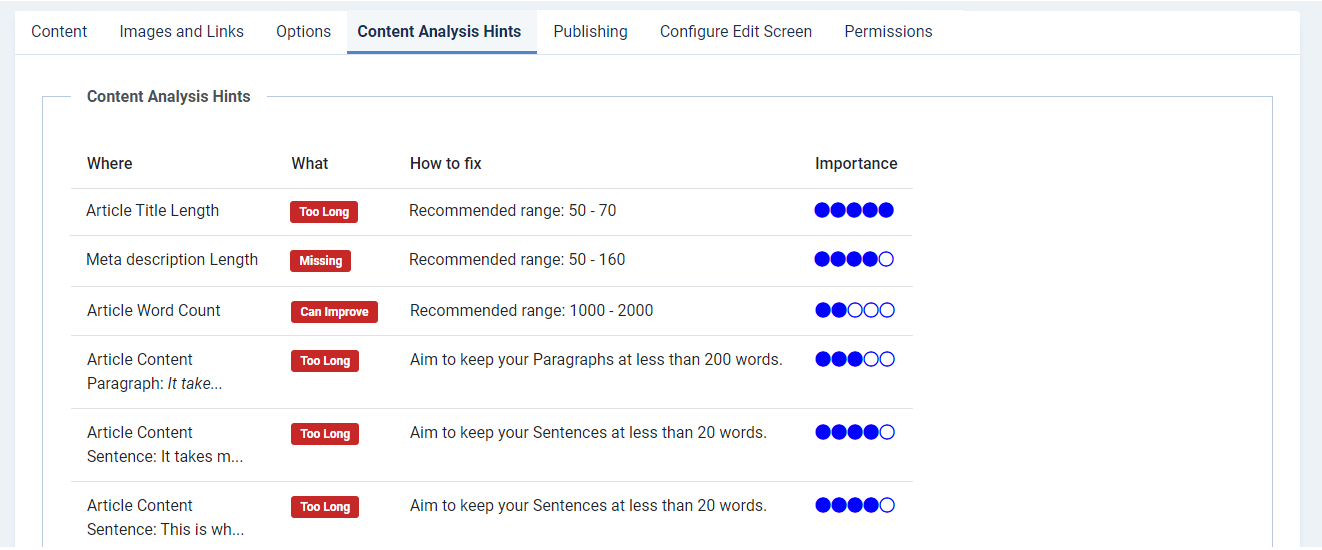 Content Images and Links Options Content Analysis Hints Publishing Configure Edit Screen Permissions
Content Analysis Hints
Where What How to fix Importance
Article Title Length Too Long Recommended range: 50 - 70
Meta description Length Missing Recommended range: 50 - 160
Article Word Count Can Improve Recommended range: 1000 - 2000
Article Content Too Long Aim to keep your Paragraphs at less than 200 words.
Paragraph: It take...
Article Content Too Long Aim to keep your Sentences at less than 20 words.
Sentence: It takes m...
Article Content Too Long Aim to keep your Sentences at less than 20 words.
Sentence: This is wh...